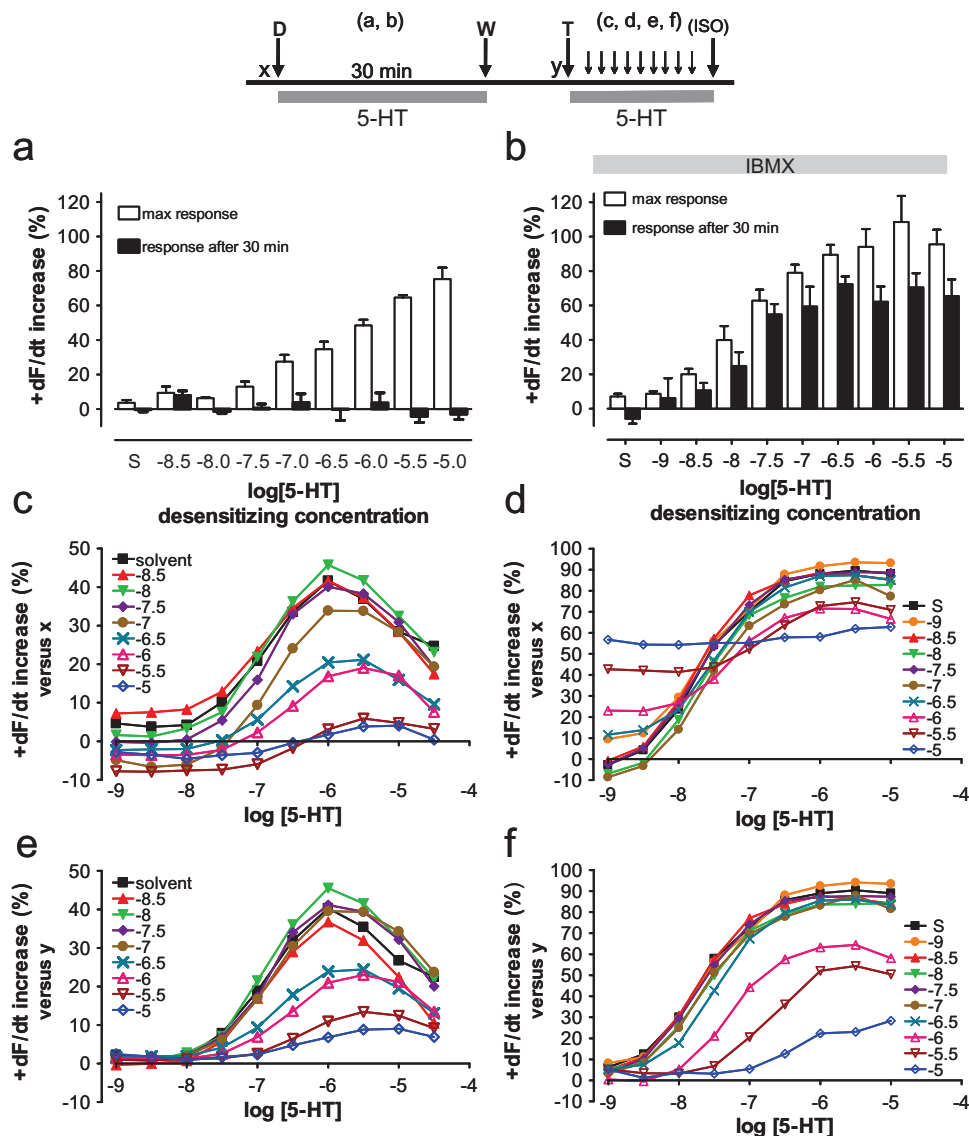 D (a, b) W T (c, d, e, f) (ISO)
x 30 min y
5-HT 5-HT
a
+dF/dt increase (%)
120
100
80
60
40
20
0
max response
response after 30 min
S -8.5 -8.0 -7.5 -7.0 -6.5 -6.0 -5.5 -5.0
log[5-HT]
desensitizing concentration
b
IBMX
+dF/dt increase (%)
120
100
80
60
40
20
0
max response
response after 30 min
S -9 -8.5 -8 -7.5 -7 -6.5 -6 -5.5 -5
log[5-HT]
desensitizing concentration
c
+dF/dt increase (%)
versus x
50
40
30
20
10
0
-10
solvent
-8.5
-8
-7.5
-7
-6.5
-6
-5.5
-5
-9 -8 -7 -6 -5 -4
log [5-HT]
d
+dF/dt increase (%)
versus x
100
90
80
70
60
50
40
30
20
10
0
-10
S
-9
-8.5
-8
-7.5
-7
-6.5
-6
-5.5
-5
-9 -8 -7 -6 -5 -4
log [5-HT]
e
+dF/dt increase (%)
versus y
50
40
30
20
10
0
-10
solvent
-8.5
-8
-7.5
-7
-6.5
-6
-5.5
-5
-9 -8 -7 -6 -5 -4
log [5-HT]
f
+dF/dt increase (%)
versus y
100
90
80
70
60
50
40
30
20
10
0
-10
S
-9
-8.5
-8
-7.5
-7
-6.5
-6
-5.5
-5
-9 -8 -7 -6 -5 -4
log [5-HT]